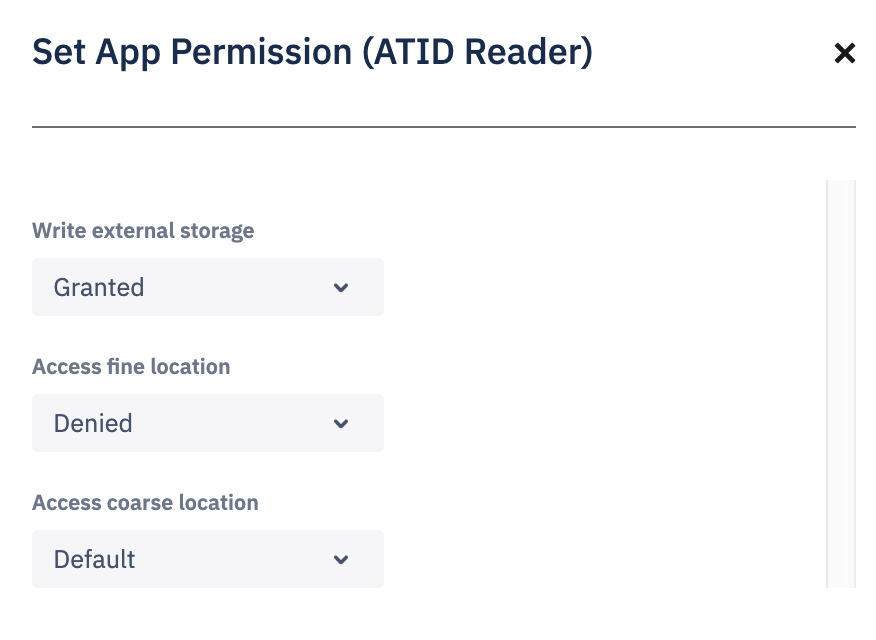 Set App Permission (ATID Reader)
Write external storage
Granted
Access fine location
Denied
Access coarse location
Default